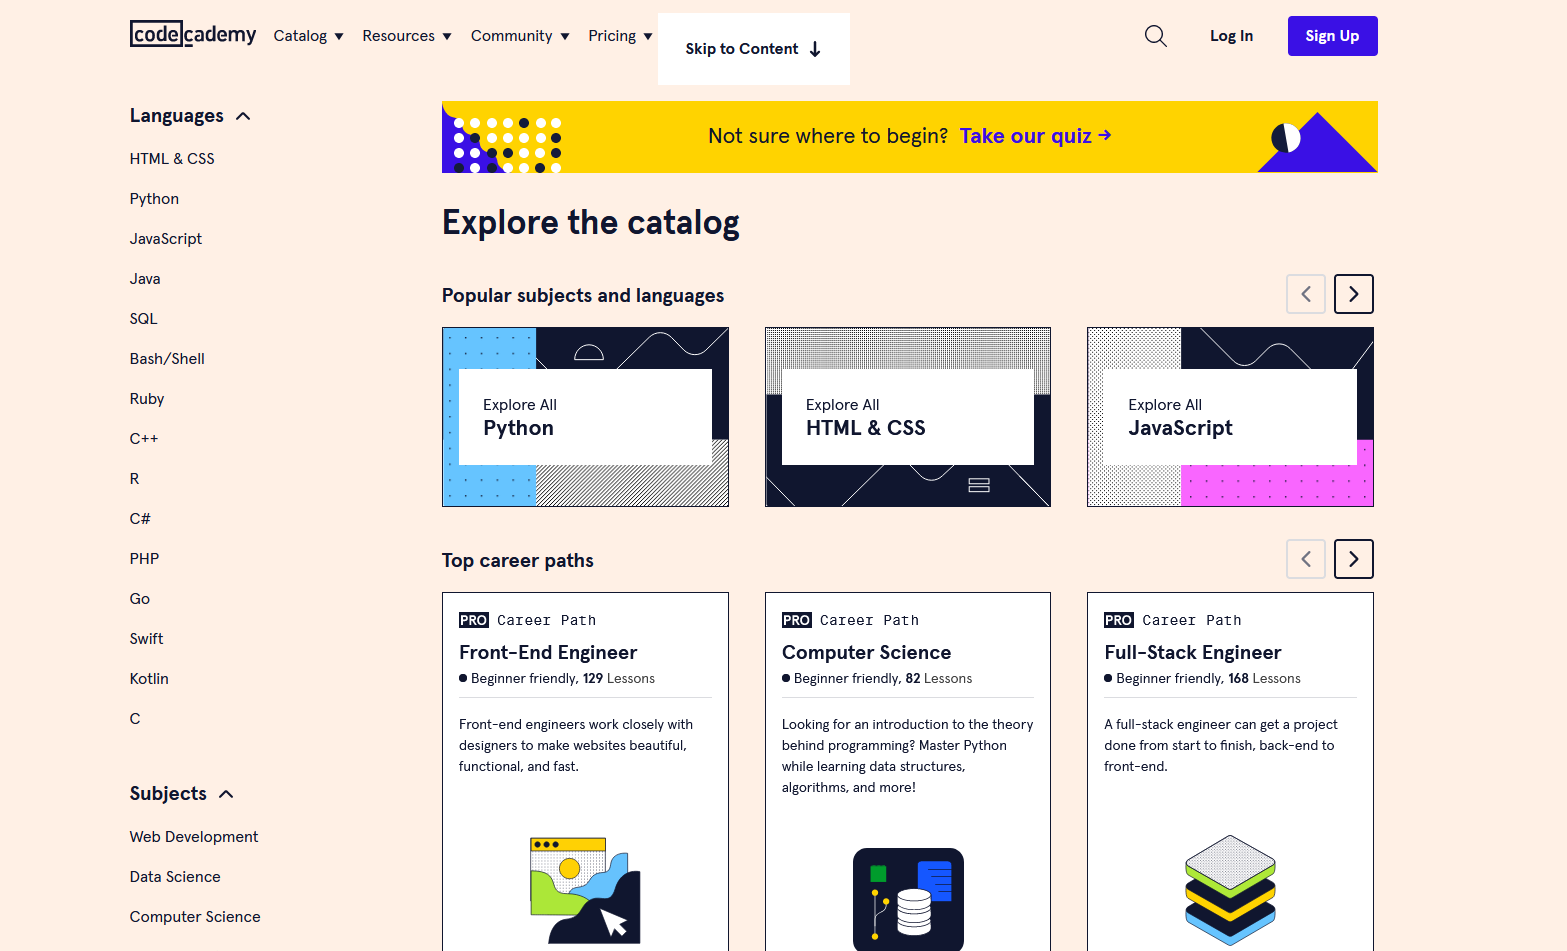 codecademy Catalog Resources Community Pricing Skip to Content Log In Sign Up
Languages
HTML & CSS
Python
JavaScript
Java
SQL
Bash/Shell
Ruby
C++
R
C#
PHP
Go
Swift
Kotlin
C
Subjects
Web Development
Data Science
Computer Science
Not sure where to begin? Take our quiz →
Explore the catalog
Popular subjects and languages
Explore All
Python
Explore All
HTML & CSS
Explore All
JavaScript
Top career paths
PRO Career Path
Front-End Engineer
Beginner friendly, 129 Lessons
Front-end engineers work closely with
designers to make websites beautiful,
functional, and fast.
PRO Career Path
Computer Science
Beginner friendly, 82 Lessons
Looking for an introduction to the theory
behind programming? Master Python
while learning data structures,
algorithms, and more!
PRO Career Path
Full-Stack Engineer
Beginner friendly, 168 Lessons
A full-stack engineer can get a project
done from start to finish, back-end to
front-end.